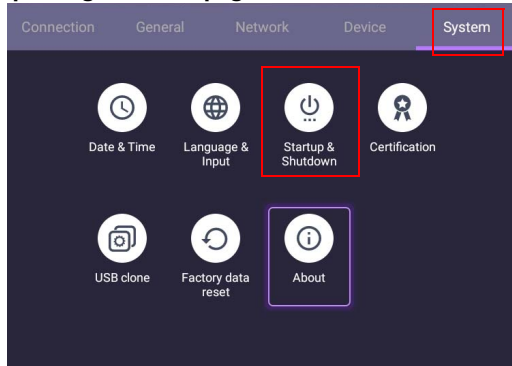 Connection General Network Device System
Date & Time
Language &
Input
Startup &
Shutdown
Certification
USB clone
Factory data
reset
About